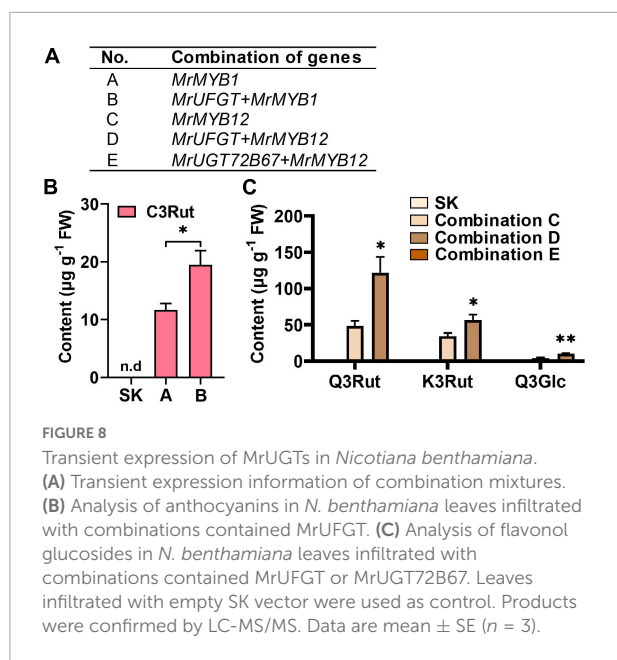 A
No. Combination of genes
A MrMYB1
B MrUFGT+MrMYB1
C MrMYB12
D MrUFGT+MrMYB12
E MrUGT72B67+MrMYB12
B
C3Rut
Content (µg g-1 FW)
30
20
10
0
*
n.d
SK A B
C
SK
Combination C
Combination D
Combination E
Content (µg g-1 FW)
200
150
100
50
0
*
*
**
Q3Rut K3Rut Q3Glc
FIGURE 8
Transient expression of MrUGTs in Nicotiana benthamiana.
(A) Transient expression information of combination mixtures.
(B) Analysis of anthocyanins in N. benthamiana leaves infiltrated
with combinations contained MrUFGT. (C) Analysis of flavonol
glucosides in N. benthamiana leaves infiltrated with
combinations contained MrUFGT or MrUGT72B67. Leaves
infiltrated with empty SK vector were used as control. Products
were confirmed by LC-MS/MS. Data are mean ± SE (n = 3).